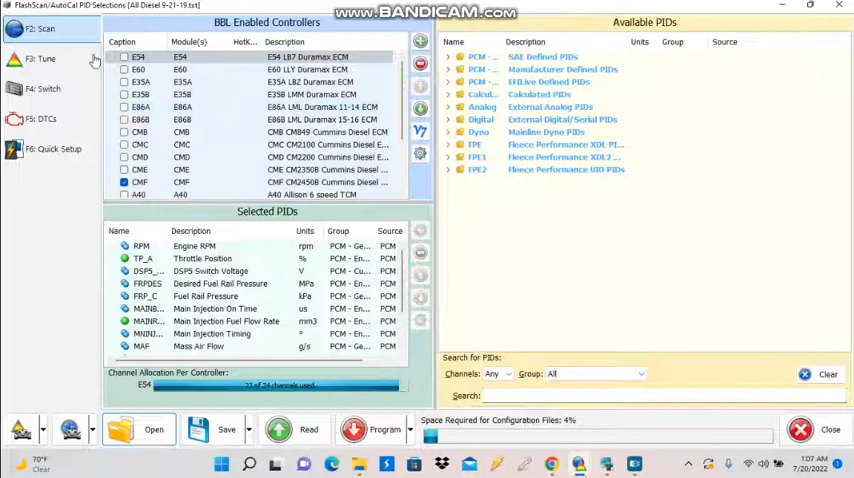 FlashScan/AutoCal PID Selections [All Diesel 9-21-19.txt]
www.BANDICAM.com
F2: Scan
F3: Tune
F4: Switch
F5: DTCs
F6: Quick Setup
BBL Enabled Controllers
Caption Module(s) HotK... Description
E54 E54 E54 LB7 Duramax ECM
E60 E60 E60 LLY Duramax ECM
E35A E35A E35A LBZ Duramax ECM
E35B E35B E35B LMM Duramax ECM
E86A E86A E86A LML Duramax 11-14 ECM
E86B E86B E86B LML Duramax 15-16 ECM
CMB CMB CMB CM849 Cummins Diesel ECM
CMC CMC CMC CM2100 Cummins Diesel E...
CMD CMD CMD CM2200 Cummins Diesel E...
CME CME CME CM2350B Cummins Diesel ...
CMF CMF CMF CM2450B Cummins Diesel ...
A40 A40 A40 Allison 6 speed TCM
V7
Selected PIDs
Name Description Units Group Source
RPM Engine RPM rpm PCM - Ge... PCM
TP_A Throttle Position % PCM - En... PCM
DSP5_... DSP5 Switch Voltage V PCM - Ca... PCM
FRPDES Desired Fuel Rail Pressure MPa PCM - En... PCM
FRP_C Fuel Rail Pressure kPa PCM - En... PCM
MAINB... Main Injection On Time us PCM - En... PCM
MAINR... Main Injection Fuel Flow Rate mm3 PCM - En... PCM
MNINJ... Main Injection Timing ° PCM - En... PCM
MAF Mass Air Flow g/s PCM - En... PCM
Channel Allocation Per Controller:
E54 23 of 24 channels used.
Available PIDs
Name Description Units Group Source
PCM -... SAE Defined PIDs
PCM -... Manufacturer Defined PIDs
PCM -... EFILive Defined PIDs
Calcul... Calculated PIDs
Analog External Analog PIDs
Digital External Digital/Serial PIDs
Dyno Mainline Dyno PIDs
FPE Fleece Performance XDL PI...
FPE1 Fleece Performance XDL2 ...
FPE2 Fleece Performance UIO PIDs
Search for PIDs:
Channels: Any Group: All Clear
Search:
Open Save Read Program
Space Required for Configuration Files: 4%
Close
70°F
Clear
1:07 AM
7/20/2022